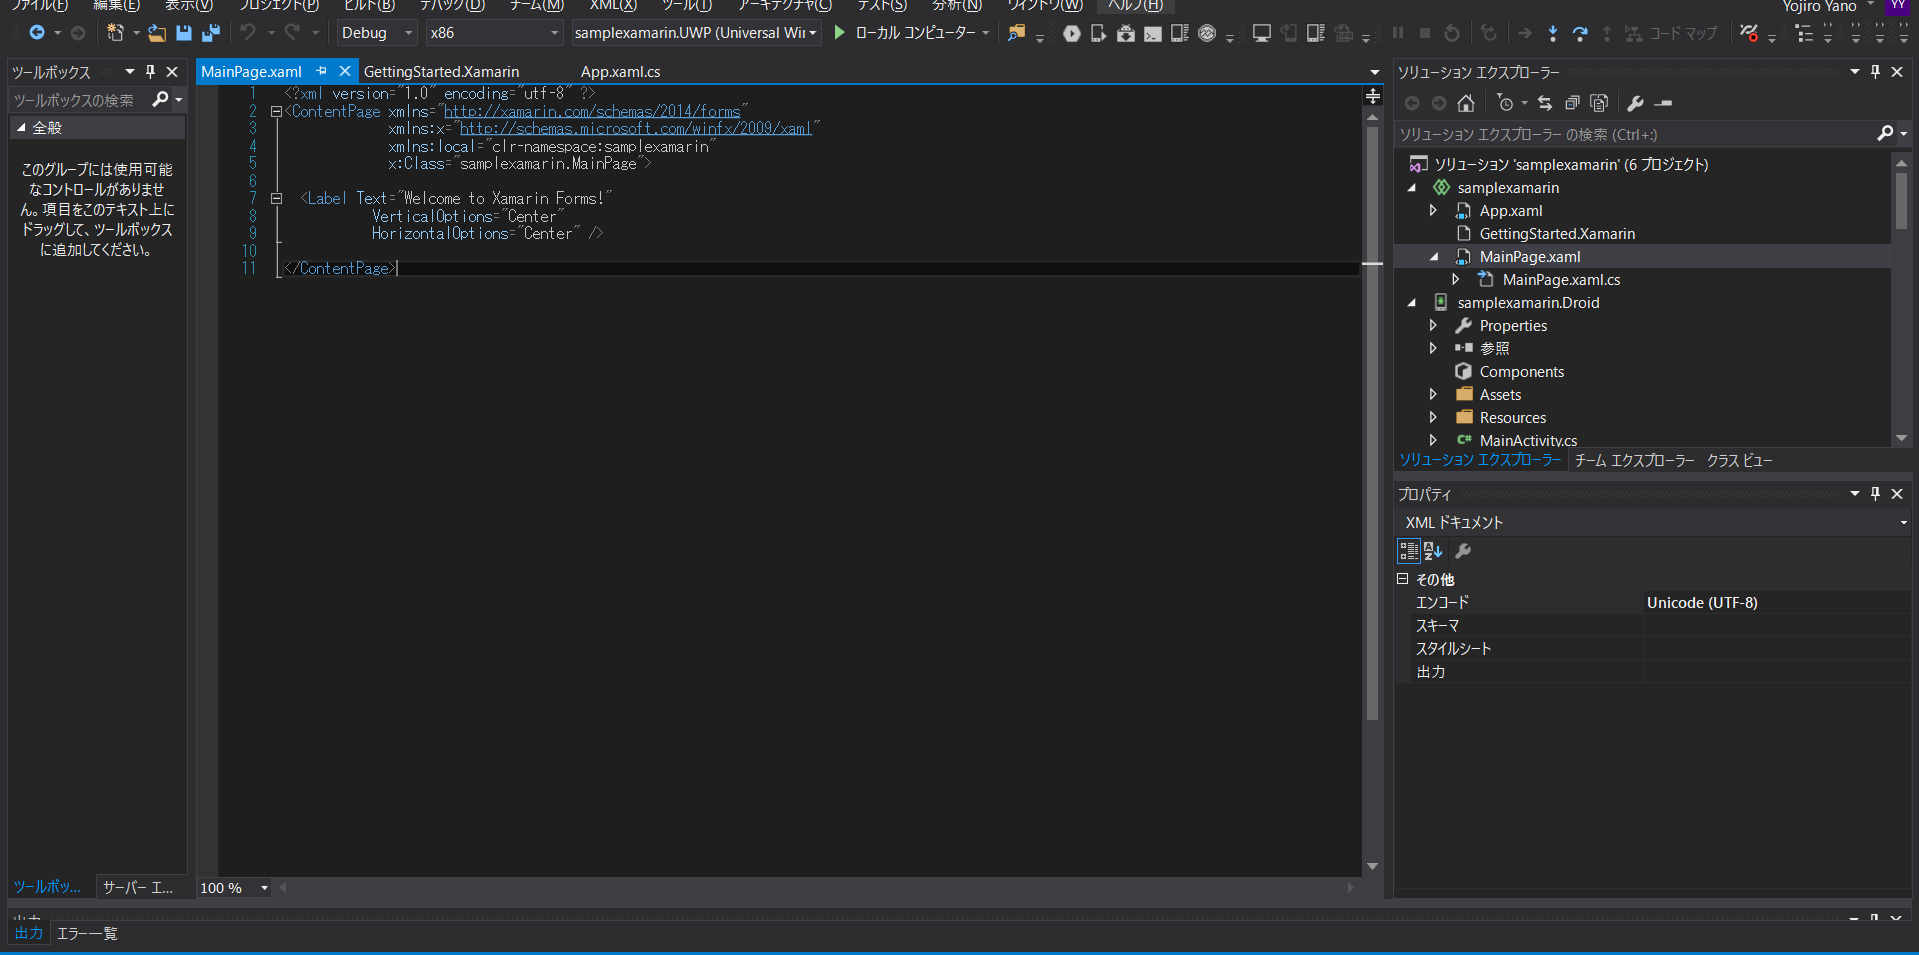 ファイル(F) 編集(E) 表示(V) プロジェクト(P) ビルド(B) デバッグ(D) チーム(M) XML(X) ツール(T) アーキテクチャ(C) テスト(S) 分析(N) ウィンドウ(W) ヘルプ(H) Yojiro Yano YY
Debug x86 samplexamarin.UWP (Universal Wir ローカル コンピューター コード マップ
ツールボックス
ツールボックスの検索
全般
このグループには使用可能
なコントロールがありませ
ん。項目をこのテキスト上に
ドラッグして、ツールボックス
に追加してください。
ツールボッ... サーバー エ...
MainPage.xaml GettingStarted.Xamarin App.xaml.cs
1 <?xml version="1.0" encoding="utf-8" ?>
2 <ContentPage xmlns="http://xamarin.com/schemas/2014/forms"
3 xmlns:x="http://schemas.microsoft.com/winfx/2009/xaml"
4 xmlns:local="clr-namespace:samplexamarin"
5 x:Class="samplexamarin.MainPage">
6
7 <Label Text="Welcome to Xamarin Forms!"
8 VerticalOptions="Center"
9 HorizontalOptions="Center" />
10
11 </ContentPage>
100 %
ソリューション エクスプローラー
ソリューション エクスプローラー の検索 (Ctrl+:)
ソリューション 'samplexamarin' (6 プロジェクト)
samplexamarin
App.xaml
GettingStarted.Xamarin
MainPage.xaml
MainPage.xaml.cs
samplexamarin.Droid
Properties
参照
Components
Assets
Resources
C# MainActivity.cs
ソリューション エクスプローラー チーム エクスプローラー クラス ビュー
プロパティ
XML ドキュメント
その他
エンコード Unicode (UTF-8)
スキーマ
スタイルシート
出力
出力
出力 エラー一覧